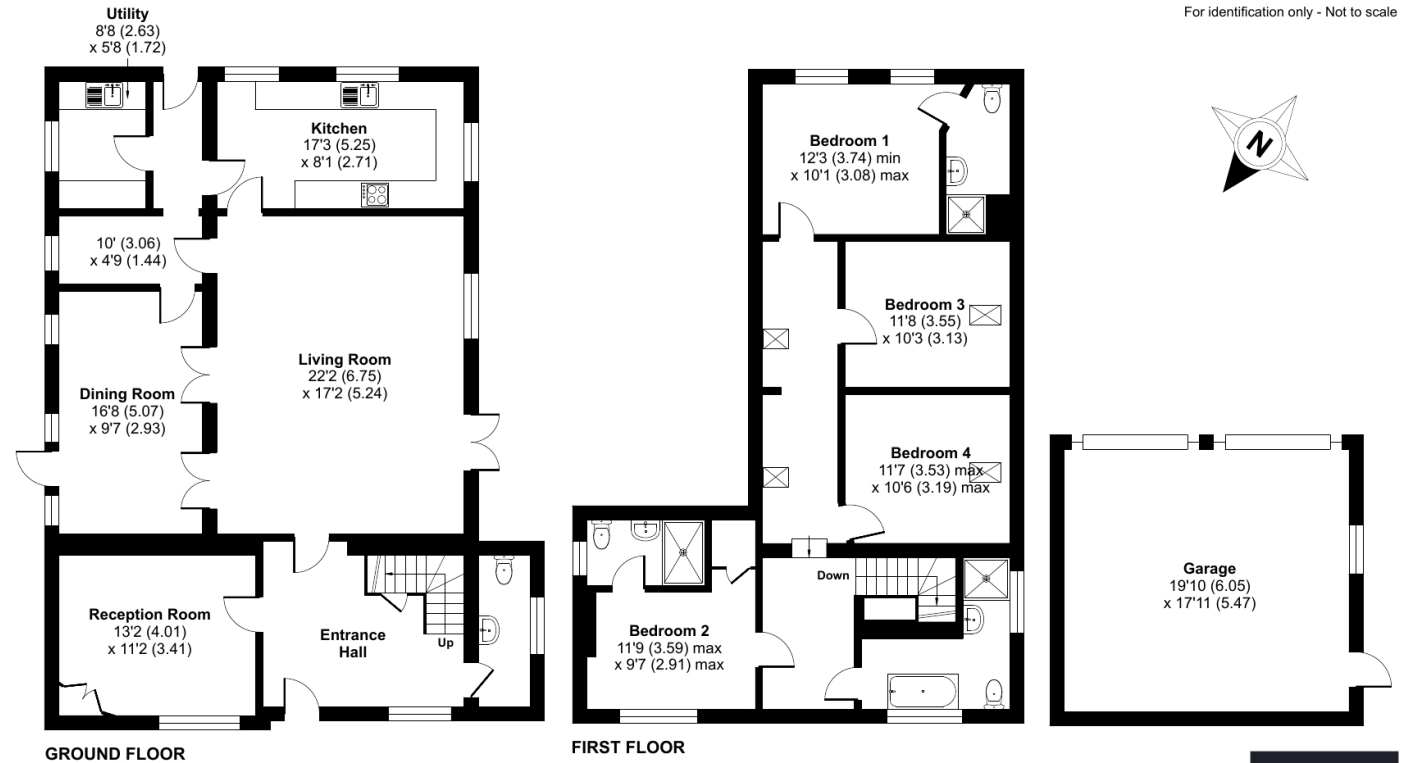 For identification only - Not to scale
Utility
8'8 (2.63)
x 5'8 (1.72)
Kitchen
17'3 (5.25)
x 8'1 (2.71)
10' (3.06)
x 4'9 (1.44)
Living Room
22'2 (6.75)
x 17'2 (5.24)
Dining Room
16'8 (5.07)
x 9'7 (2.93)
Reception Room
13'2 (4.01)
x 11'2 (3.41)
Entrance
Hall
Up
GROUND FLOOR
Bedroom 1
12'3 (3.74) min
x 10'1 (3.08) max
Bedroom 3
11'8 (3.55)
x 10'3 (3.13)
Bedroom 4
11'7 (3.53) max
x 10'6 (3.19) max
Down
Bedroom 2
11'9 (3.59) max
x 9'7 (2.91) max
FIRST FLOOR
N
Garage
19'10 (6.05)
x 17'11 (5.47)